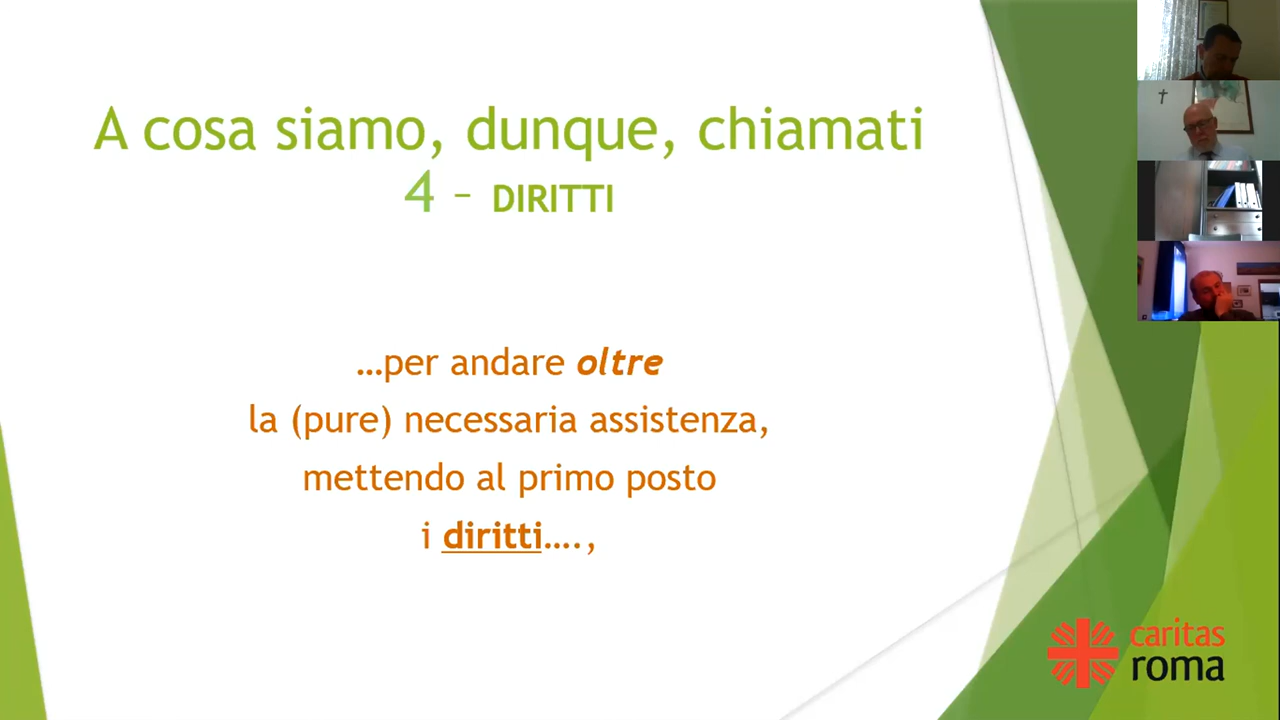 A cosa siamo, dunque, chiamati
4 – DIRITTI
…per andare oltre
la (pure) necessaria assistenza,
mettendo al primo posto
i diritti….,
caritas
roma